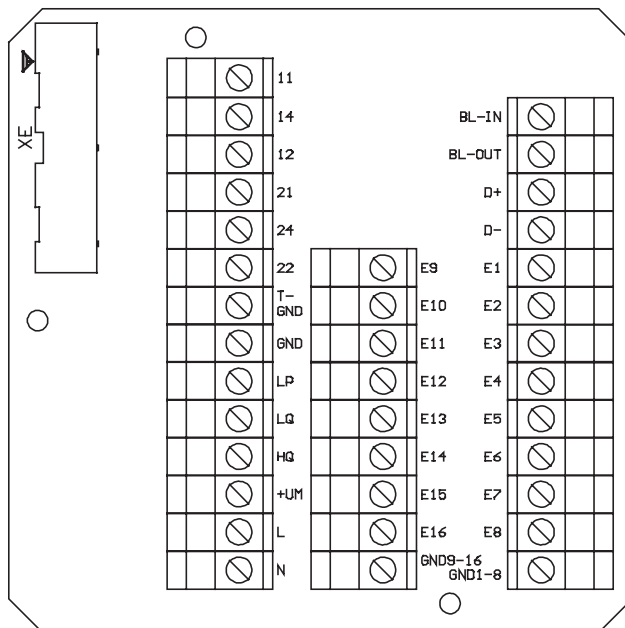 XE
11
14
12
21
24
22
T-
GND
GND
LP
LQ
HQ
+UM
L
N
E9
E10
E11
E12
E13
E14
E15
E16
GND9-16
BL-IN
BL-OUT
D+
D-
E1
E2
E3
E4
E5
E6
E7
E8
GND1-8